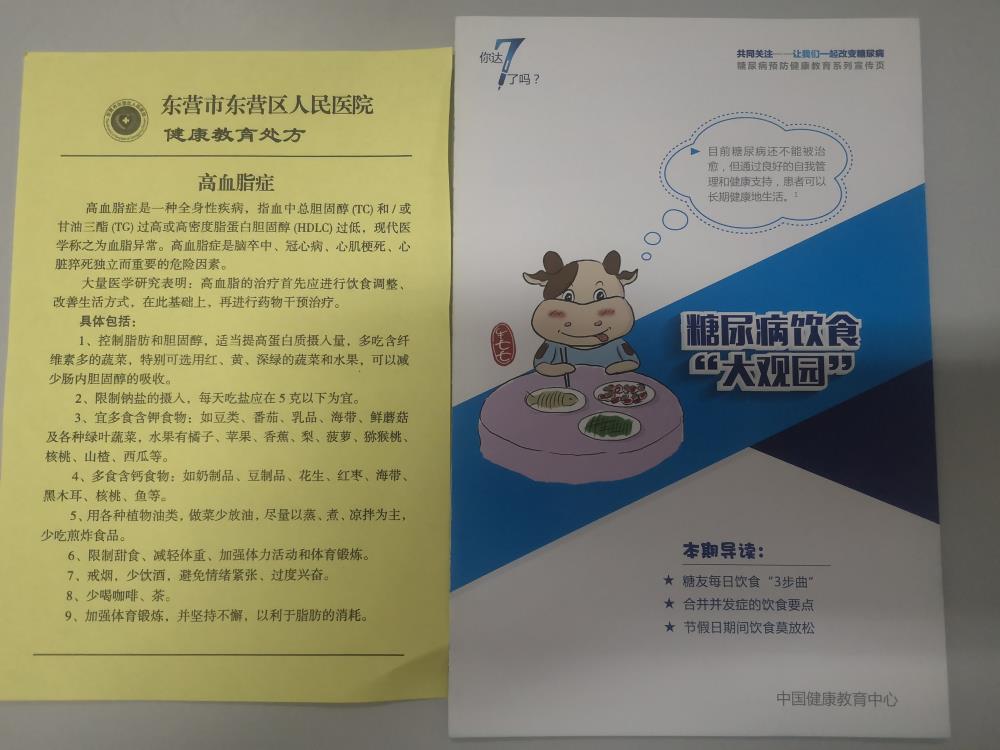 东营市东营区人民医院
健康教育处方
高血脂症
高血脂症是一种全身性疾病，指血中总胆固醇(TC)和/或
甘油三酯(TG)过高或高密度脂蛋白胆固醇(HDLC)过低，现代医
学称之为血脂异常。高血脂症是脑卒中、冠心病、心肌梗死、心
脏猝死独立而重要的危险因素。
大量医学研究表明：高血脂的治疗首先应进行饮食调整、
改善生活方式，在此基础上，再进行药物干预治疗。
具体包括：
1、控制脂肪和胆固醇，适当提高蛋白质摄入量，多吃含纤
维素多的蔬菜，特别可选用红、黄、深绿的蔬菜和水果，可以减
少肠内胆固醇的吸收。
2、限制钠盐的摄入，每天吃盐应在5克以下为宜。
3、宜多食含钾食物：如豆类、番茄、乳品、海带、鲜蘑菇
及各种绿叶蔬菜，水果有橘子、苹果、香蕉、梨、菠萝、猕猴桃、
核桃、山楂、西瓜等。
4、多食含钙食物：如奶制品、豆制品、花生、红枣、海带、
黑木耳、核桃、鱼等。
5、用各种植物油类，做菜少放油，尽量以蒸、煮、凉拌为主，
少吃煎炸食品。
6、限制甜食、减轻体重、加强体力活动和体育锻炼。
7、戒烟，少饮酒，避免情绪紧张、过度兴奋。
8、少喝咖啡、茶。
9、加强体育锻炼，并坚持不懈，以利于脂肪的消耗。
你达7了吗？
共同关注——让我们一起改变糖尿病
糖尿病预防健康教育系列宣传页
目前糖尿病还不能被治
愈，但通过良好的自我管
理和健康支持，患者可以
长期健康地生活。1
牛七七
糖尿病饮食
“大观园”
本期导读：
★ 糖友每日饮食“3步曲”
★ 合并并发症的饮食要点
★ 节假日期间饮食莫放松
中国健康教育中心